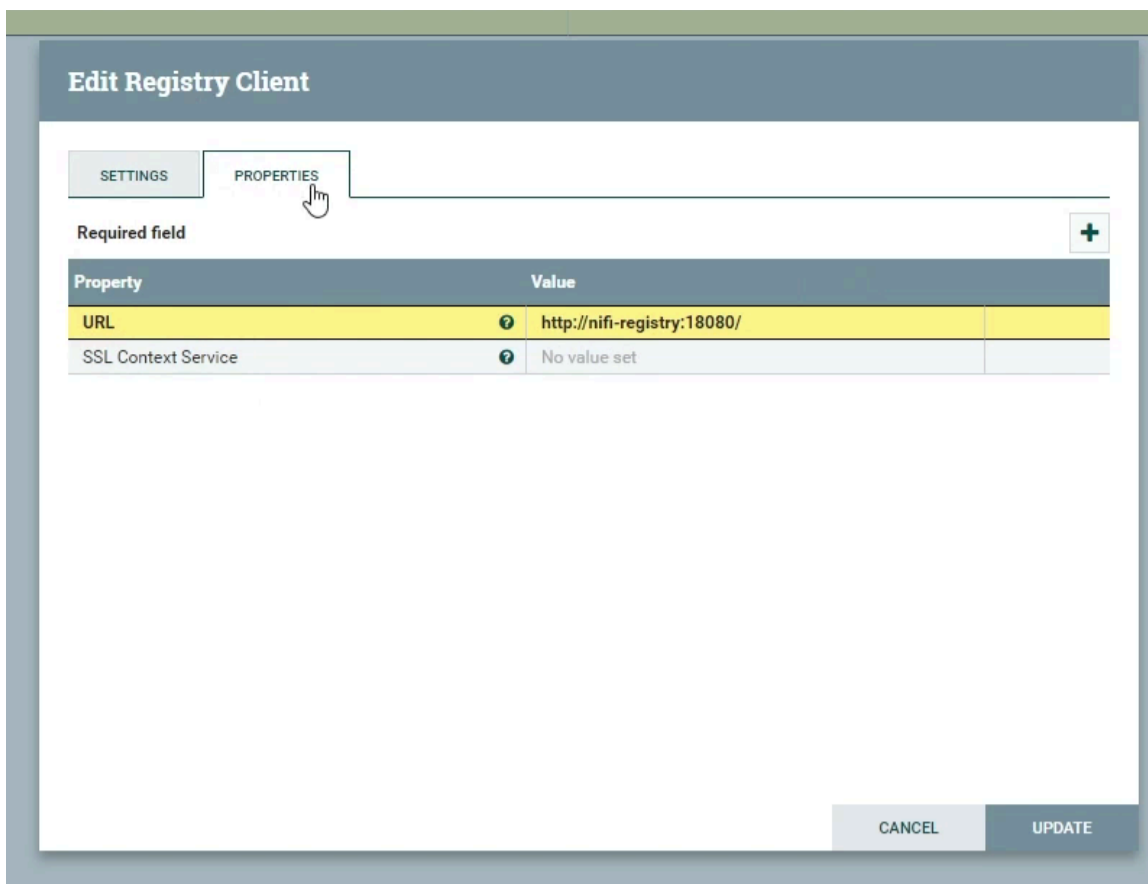 Edit Registry Client
SETTINGS PROPERTIES
Required field
Property Value
URL http://nifi-registry:18080/
SSL Context Service No value set
CANCEL UPDATE